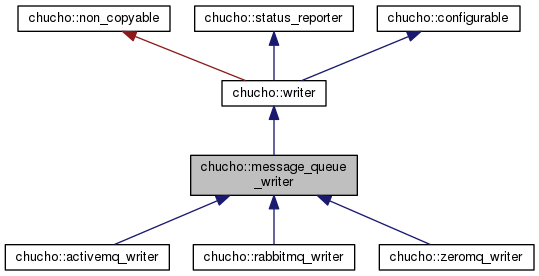 chucho::non_copyable
chucho::status_reporter
chucho::configurable
chucho::writer
chucho::message_queue
_writer
chucho::activemq_writer
chucho::rabbitmq_writer
chucho::zeromq_writer